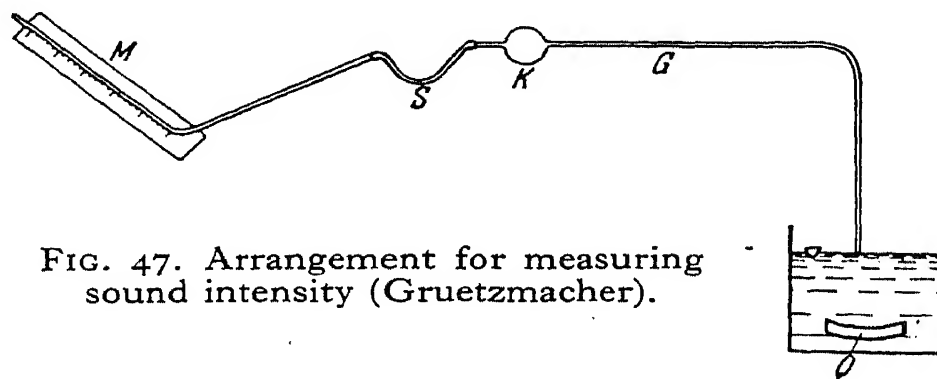 M
S
K
G
FIG. 47. Arrangement for measuring
sound intensity (Gruetzmacher).
Q